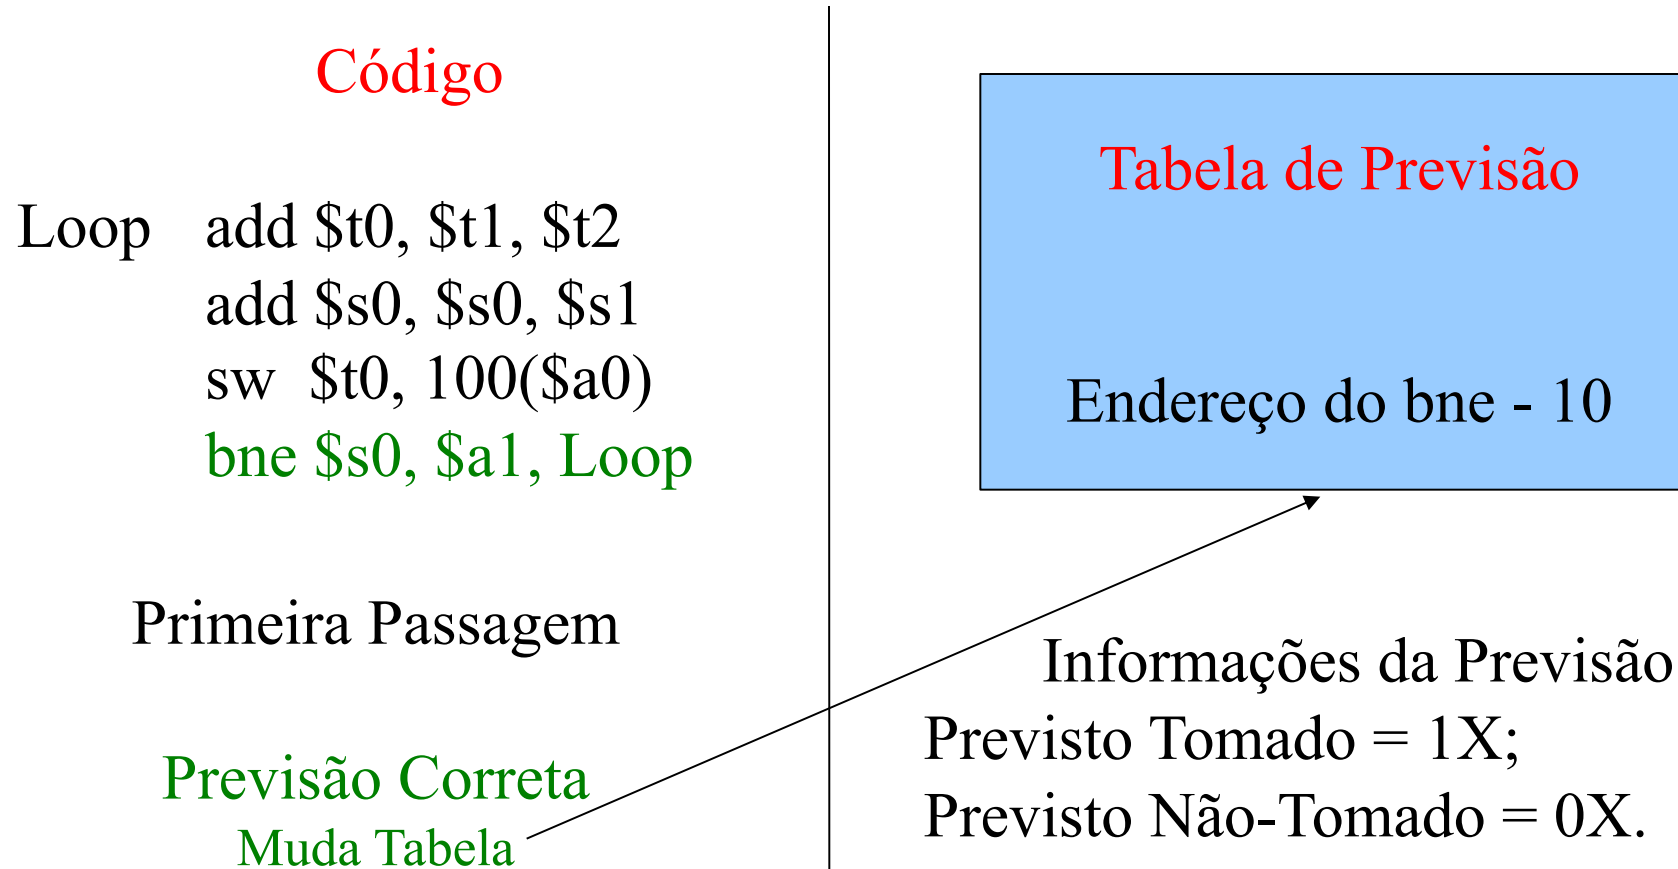 Código
Loop add $t0, $t1, $t2
add $s0, $s0, $s1
sw $t0, 100($a0)
bne $s0, $a1, Loop
Primeira Passagem
Previsão Correta
Muda Tabela
Tabela de Previsão
Endereço do bne - 10
Informações da Previsão
Previsto Tomado = 1X;
Previsto Não-Tomado = 0X.